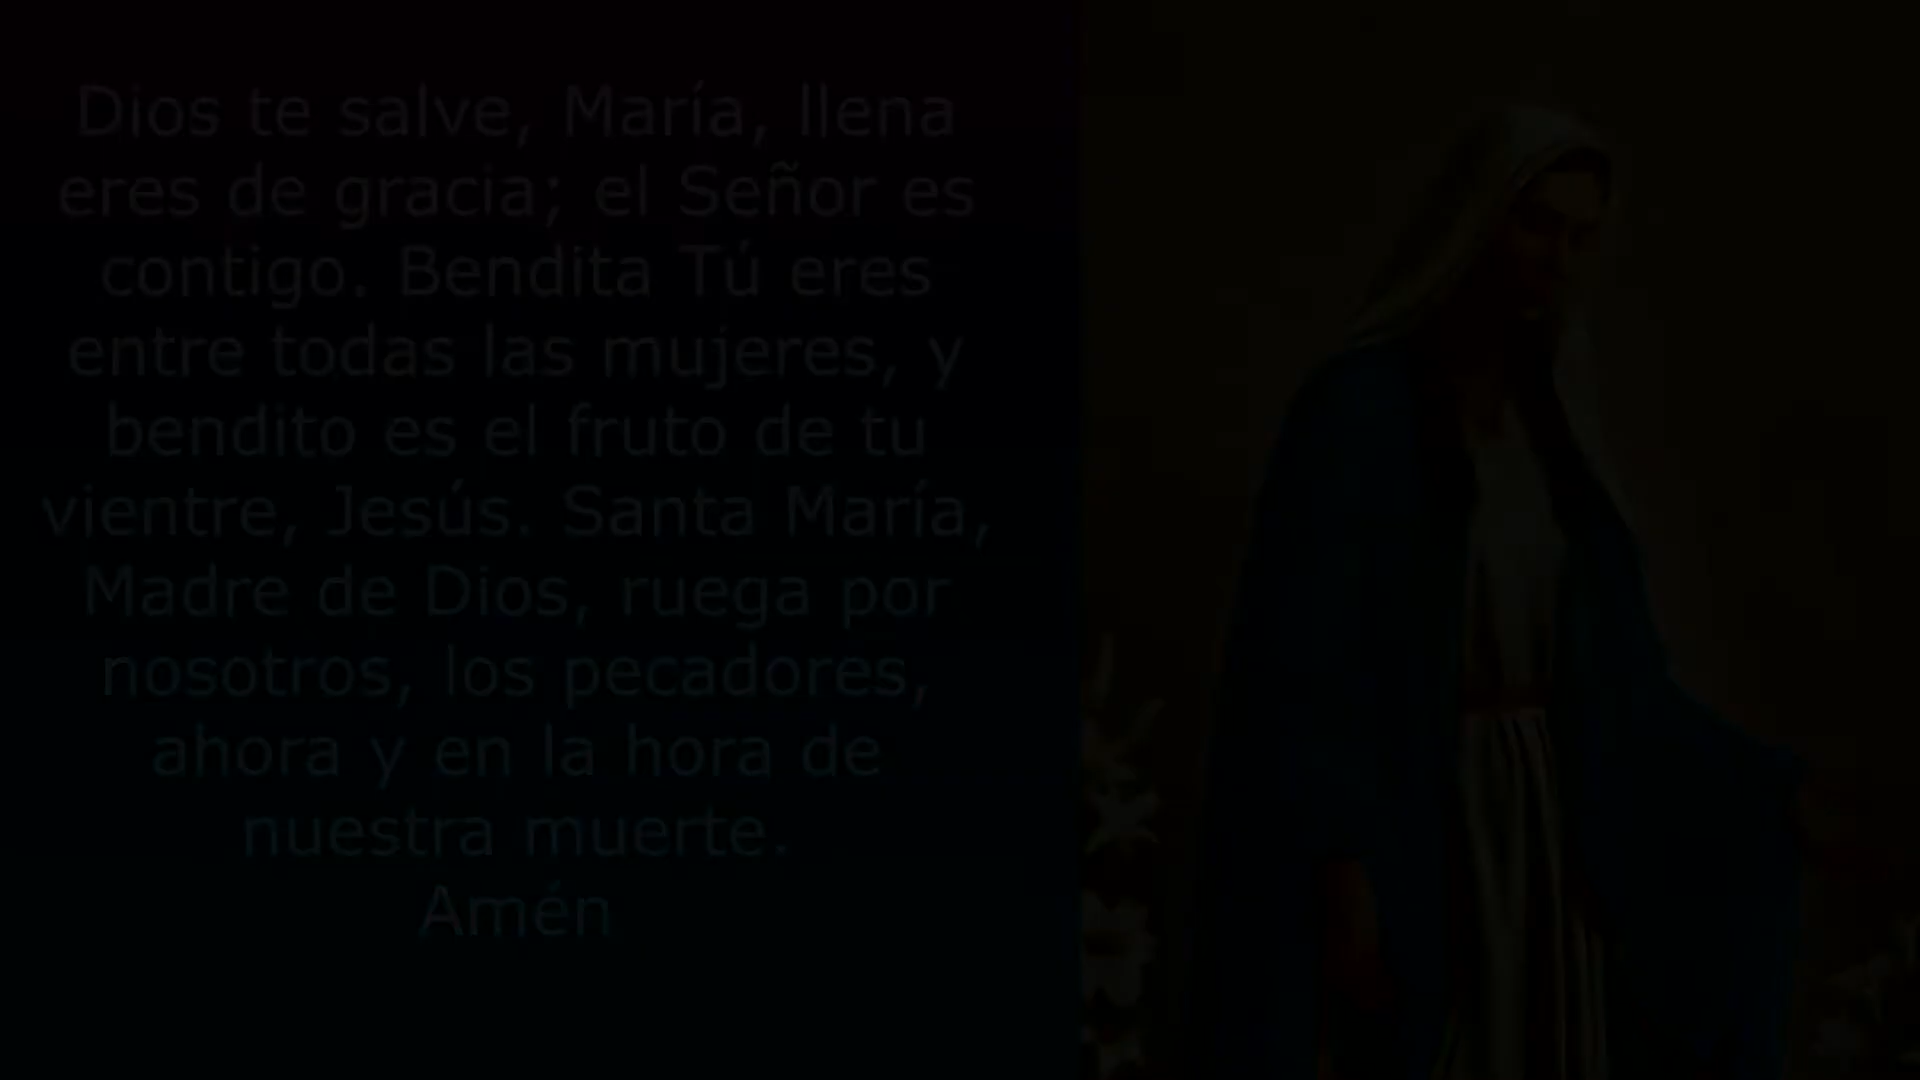 Dios te salve, María, llena
eres de gracia; el Señor es
contigo. Bendita Tú eres
entre todas las mujeres, y
bendito es el fruto de tu
vientre, Jesús. Santa María,
Madre de Dios, ruega por
nosotros, los pecadores,
ahora y en la hora de
nuestra muerte.
Amén